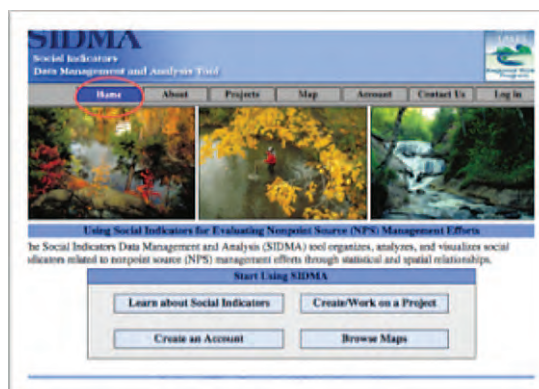 SIDMA
Social Indicators
Data Management and Analysis Tool
Home About Projects Map Account Contact Us Log in
Using Social Indicators for Evaluating Nonpoint Source (NPS) Management Efforts
he Social Indicators Data Management and Analysis (SIDMA) tool organizes, analyzes, and visualizes social
dicators related to nonpoint source (NPS) management efforts through statistical and spatial relationships.
Start Using SIDMA
Learn about Social Indicators Create/Work on a Project
Create an Account Browse Maps